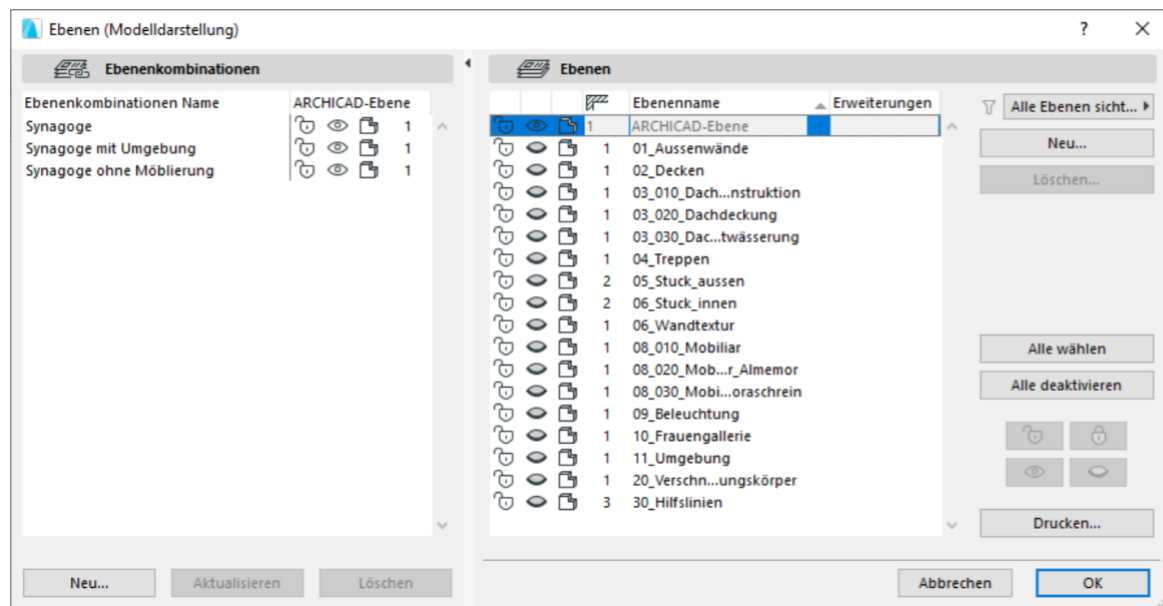 Ebenen (Modelldarstellung)
?
Ebenenkombinationen
Ebenen
Ebenenkombinationen Name ARCHICAD-Ebene
Synagoge 1
Synagoge mit Umgebung 1
Synagoge ohne Möblierung 1
Ebenenname Erweiterungen
1 ARCHICAD-Ebene
1 01_Aussenwände
1 02_Decken
1 03_010_Dach...nstruktion
1 03_020_Dachdeckung
1 03_030_Dac...twässerung
1 04_Treppen
2 05_Stuck_aussen
2 06_Stuck_innen
1 06_Wandtextur
1 08_010_Mobiliar
1 08_020_Mob...r_Almemor
1 08_030_Mobi...oraschrein
1 09_Beleuchtung
1 10_Frauengallerie
1 11_Umgebung
1 20_Verschn...ungskörper
3 30_Hilfslinien
Alle Ebenen sicht...
Neu...
Löschen...
Alle wählen
Alle deaktivieren
Drucken...
Neu... Aktualisieren Löschen
Abbrechen OK